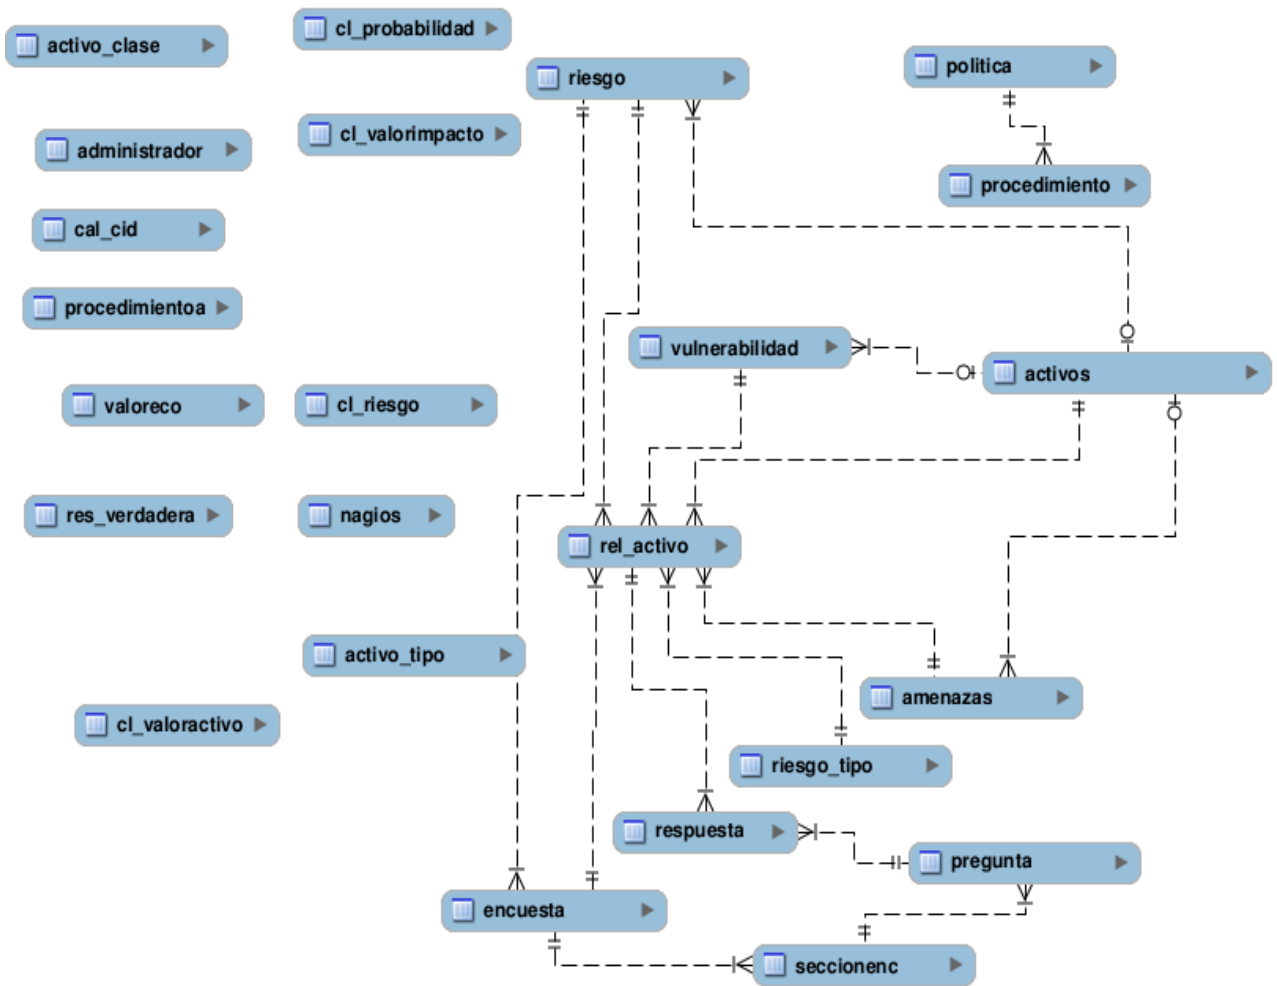 activo_clase
cl_probabilidad
riesgo
politica
administrador
cl_valorimpacto
procedimiento
cal_cid
procedimientoa
vulnerabilidad
activos
valoreco
cl_riesgo
res_verdadera
nagios
rel_activo
activo_tipo
amenazas
cl_valoractivo
riesgo_tipo
respuesta
pregunta
encuesta
seccionenc